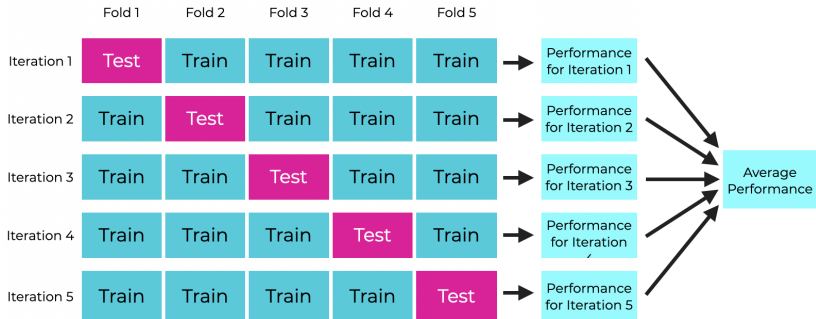 Fold 1 Fold 2 Fold 3 Fold 4 Fold 5
Iteration 1 Test Train Train Train Train Performance
for Iteration 1
Iteration 2 Train Test Train Train Train Performance
for Iteration 2
Iteration 3 Train Train Test Train Train Performance
for Iteration 3
Average
Performance
Iteration 4 Train Train Train Test Train Performance
for Iteration
Iteration 5 Train Train Train Train Test Performance
for Iteration 5